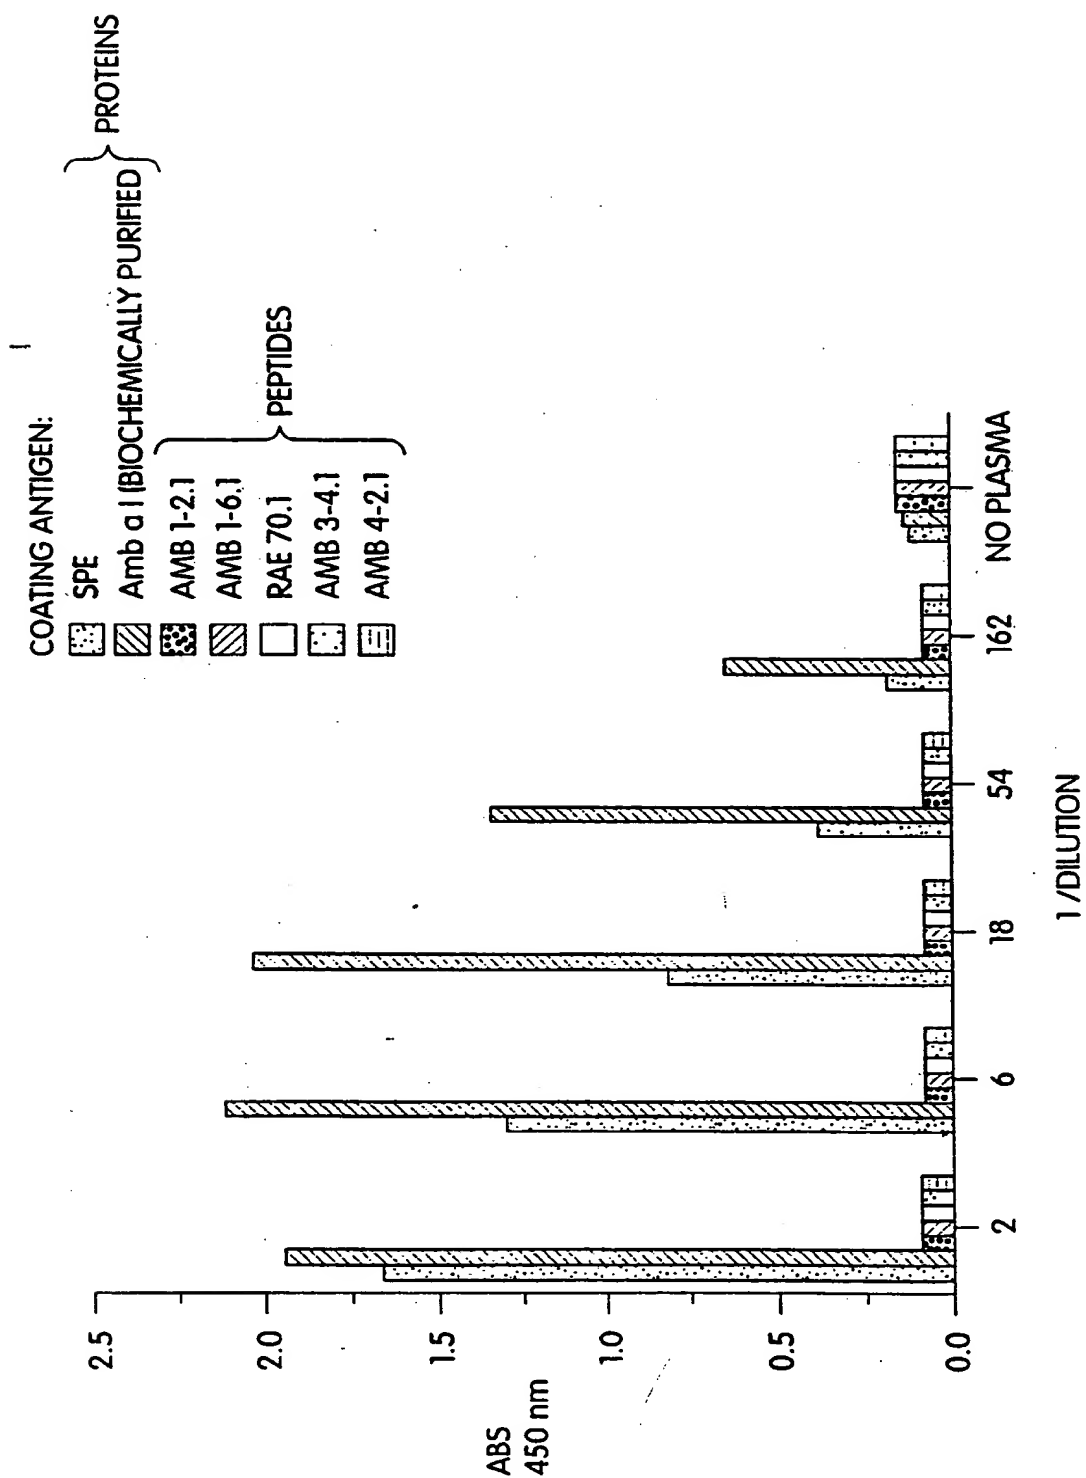 COATING ANTIGEN:
SPE
Amb a I (BIOCHEMICALLY PURIFIED
PROTEINS
AMB 1-2.1
AMB 1-6.1
RAE 70.1
AMB 3-4.1
AMB 4-2.1
PEPTIDES
ABS
450 nm
2.5
2.0
1.5
1.0
0.5
0.0
2
6
18
54
162
NO PLASMA
1/DILUTION